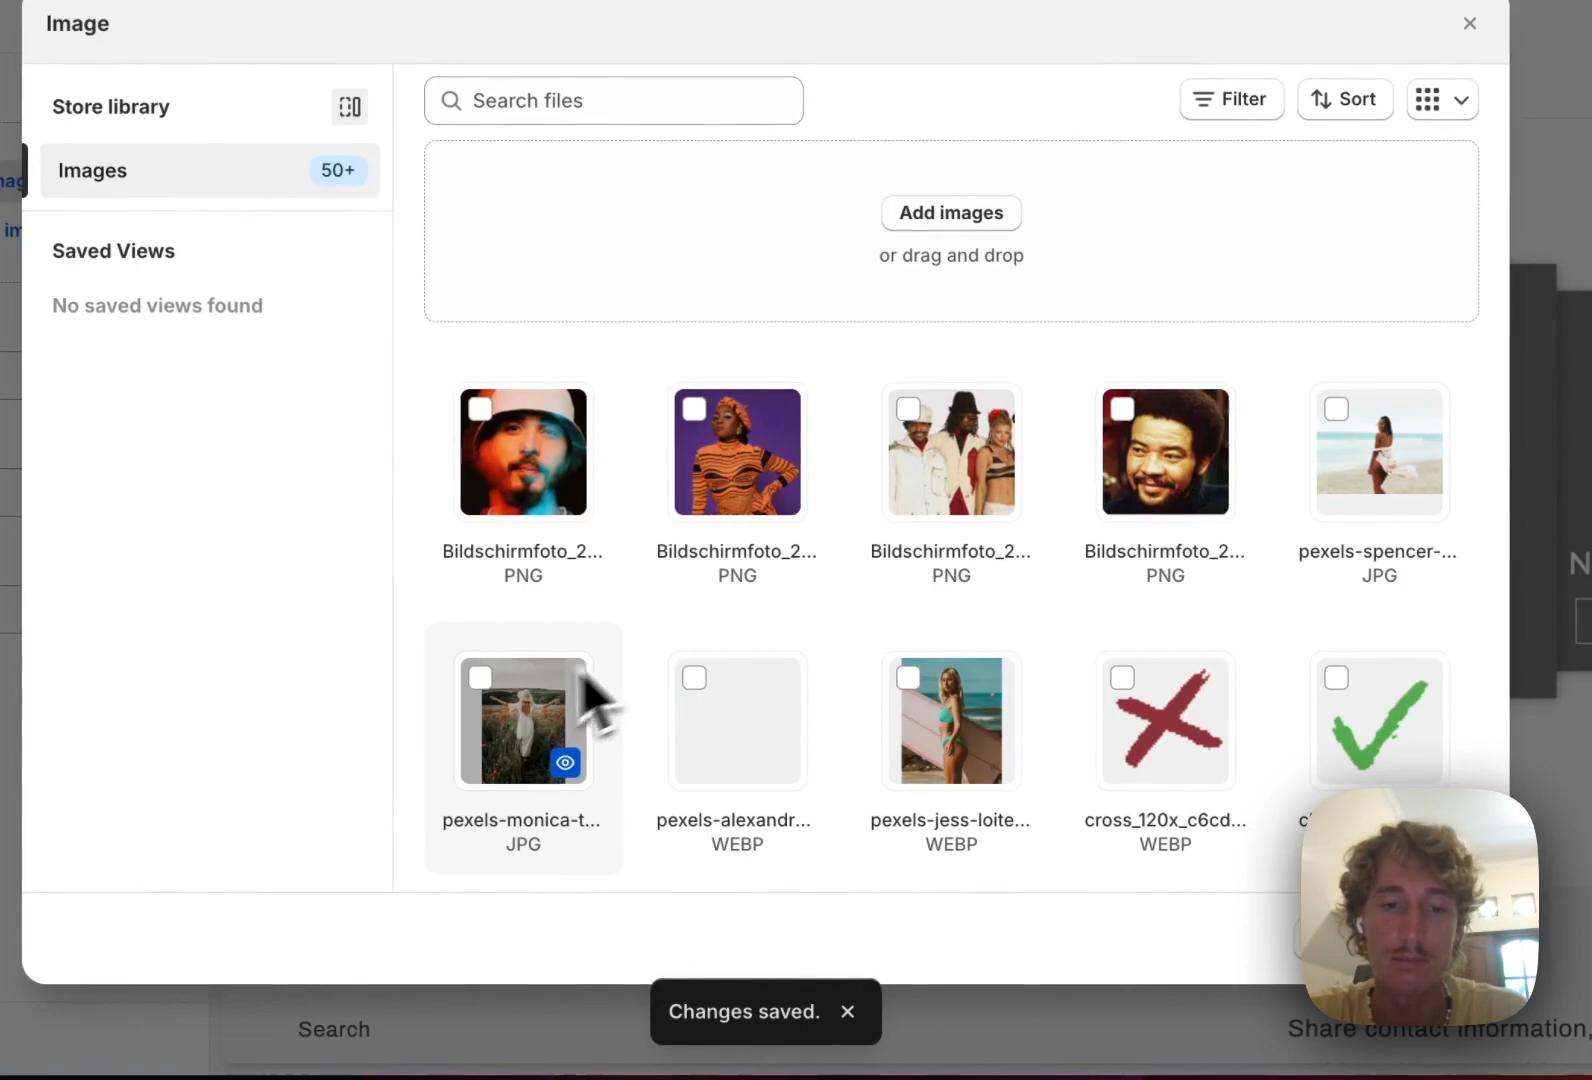 Image
Store library
Search files
Filter
Sort
Images
50+
Add images
or drag and drop
Saved Views
No saved views found
Bildschirmfoto_2...
PNG
Bildschirmfoto_2...
PNG
Bildschirmfoto_2...
PNG
Bildschirmfoto_2...
PNG
pexels-spencer-...
JPG
pexels-monica-t...
JPG
pexels-alexandr...
WEBP
pexels-jess-loite...
WEBP
cross_120x_c6cd...
WEBP
Changes saved.
Search
Share contact information,